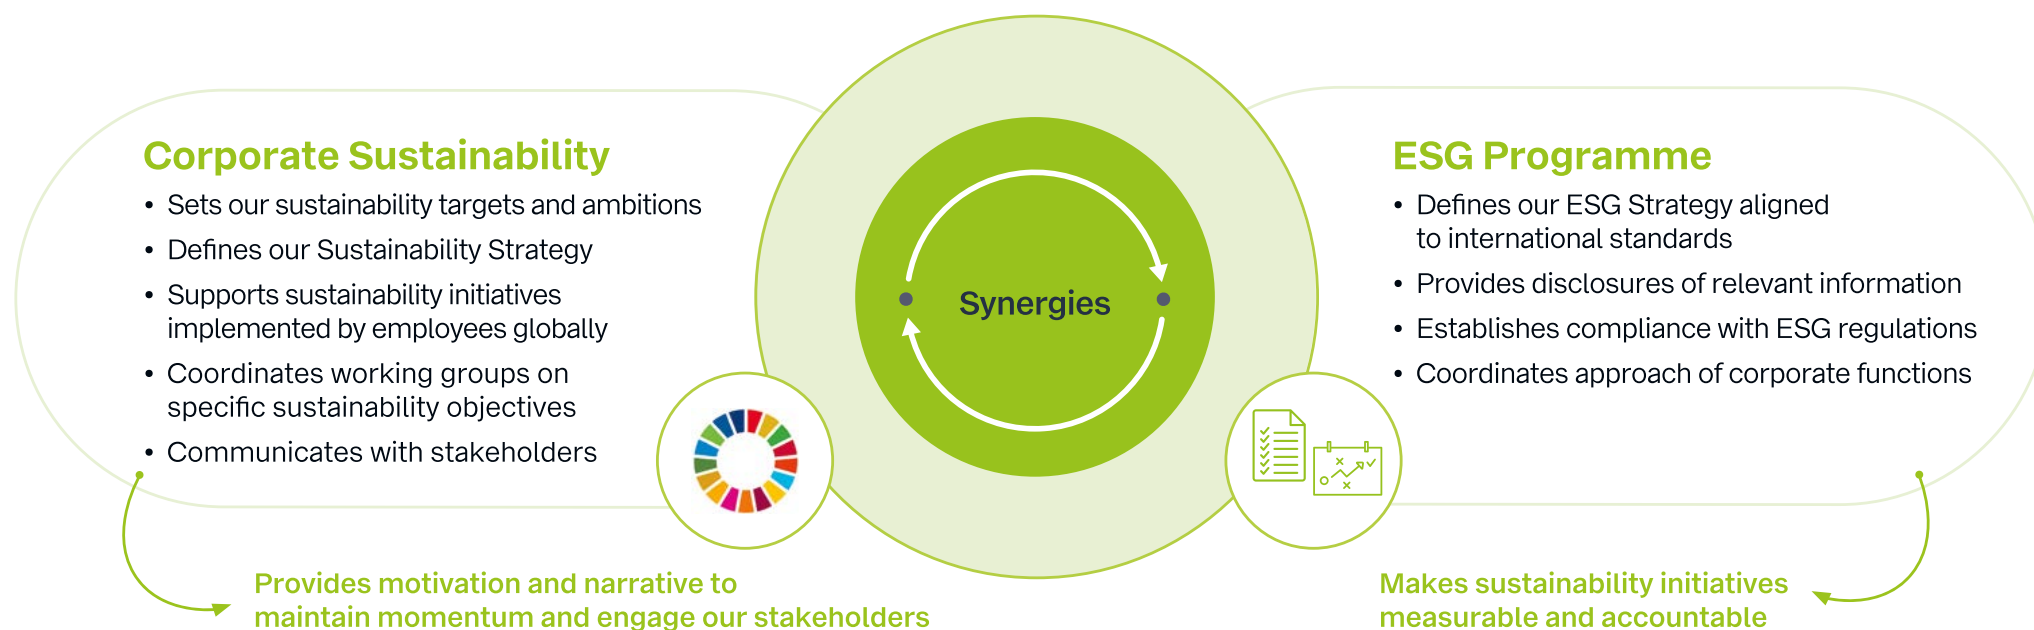 Corporate Sustainability
• Sets our sustainability targets and ambitions
• Defines our Sustainability Strategy
• Supports sustainability initiatives
implemented by employees globally
• Coordinates working groups on
specific sustainability objectives
• Communicates with stakeholders
Provides motivation and narrative to
maintain momentum and engage our stakeholders
Synergies
ESG Programme
• Defines our ESG Strategy aligned
to international standards
• Provides disclosures of relevant information
• Establishes compliance with ESG regulations
• Coordinates approach of corporate functions
Makes sustainability initiatives
measurable and accountable